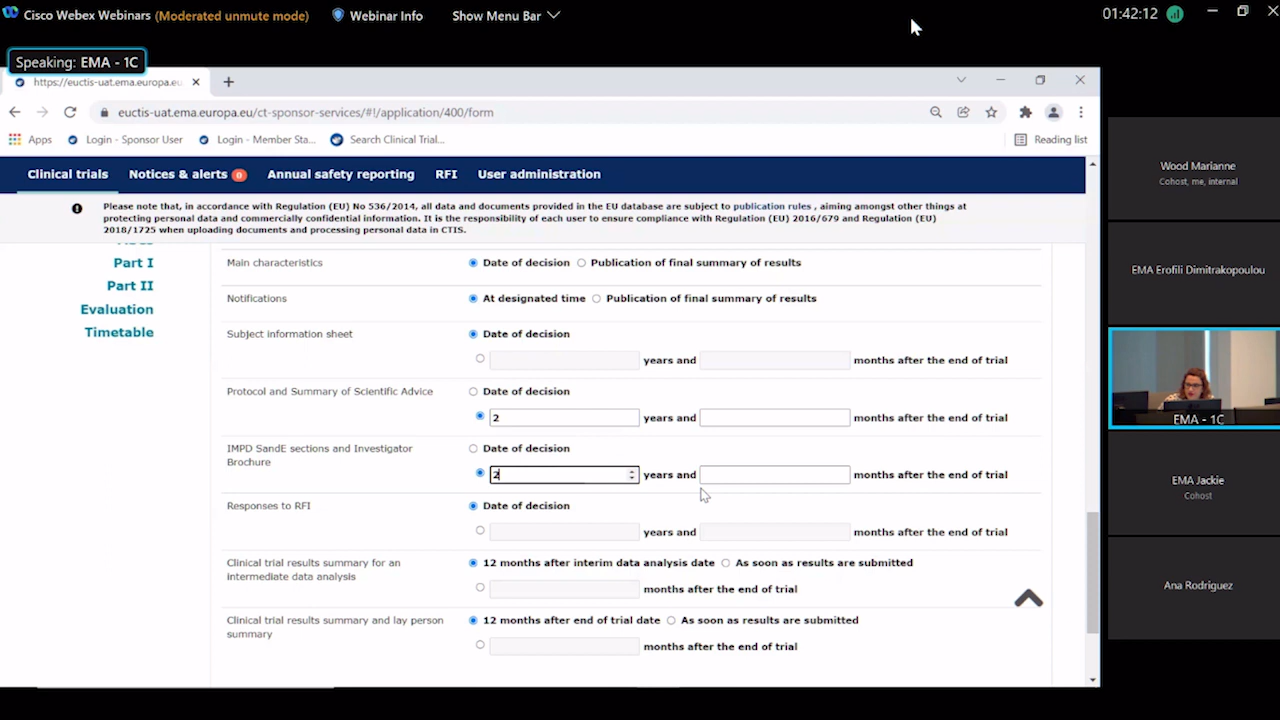 Cisco Webex Webinars (Moderated unmute mode) Webinar Info Show Menu Bar 01:42:12
Speaking: EMA - 1C
https://euctis-uat.ema.europa.eu
euctis-uat.ema.europa.eu/ct-sponsor-services/#!/application/400/form
Apps Login - Sponsor User Login - Member Sta... Search Clinical Trial... Reading list
Clinical trials Notices & alerts 0 Annual safety reporting RFI User administration
Please note that, in accordance with Regulation (EU) No 536/2014, all data and documents provided in the EU database are subject to publication rules , aiming amongst other things at
protecting personal data and commercially confidential information. It is the responsibility of each user to ensure compliance with Regulation (EU) 2016/679 and Regulation (EU)
2018/1725 when uploading documents and processing personal data in CTIS.
Part I
Part II
Evaluation
Timetable
Main characteristics Date of decision Publication of final summary of results
Notifications At designated time Publication of final summary of results
Subject information sheet Date of decision
years and months after the end of trial
Protocol and Summary of Scientific Advice Date of decision
2 years and months after the end of trial
IMPD SandE sections and Investigator Date of decision
Brochure
2 years and months after the end of trial
Responses to RFI Date of decision
years and months after the end of trial
Clinical trial results summary for an 12 months after interim data analysis date As soon as results are submitted
intermediate data analysis
months after the end of trial
Clinical trial results summary and lay person 12 months after end of trial date As soon as results are submitted
summary
months after the end of trial
Wood Marianne
Cohost, me, internal
EMA Erofili Dimitrakopoulou
EMA - 1C
EMA Jackie
Cohost
Ana Rodriguez